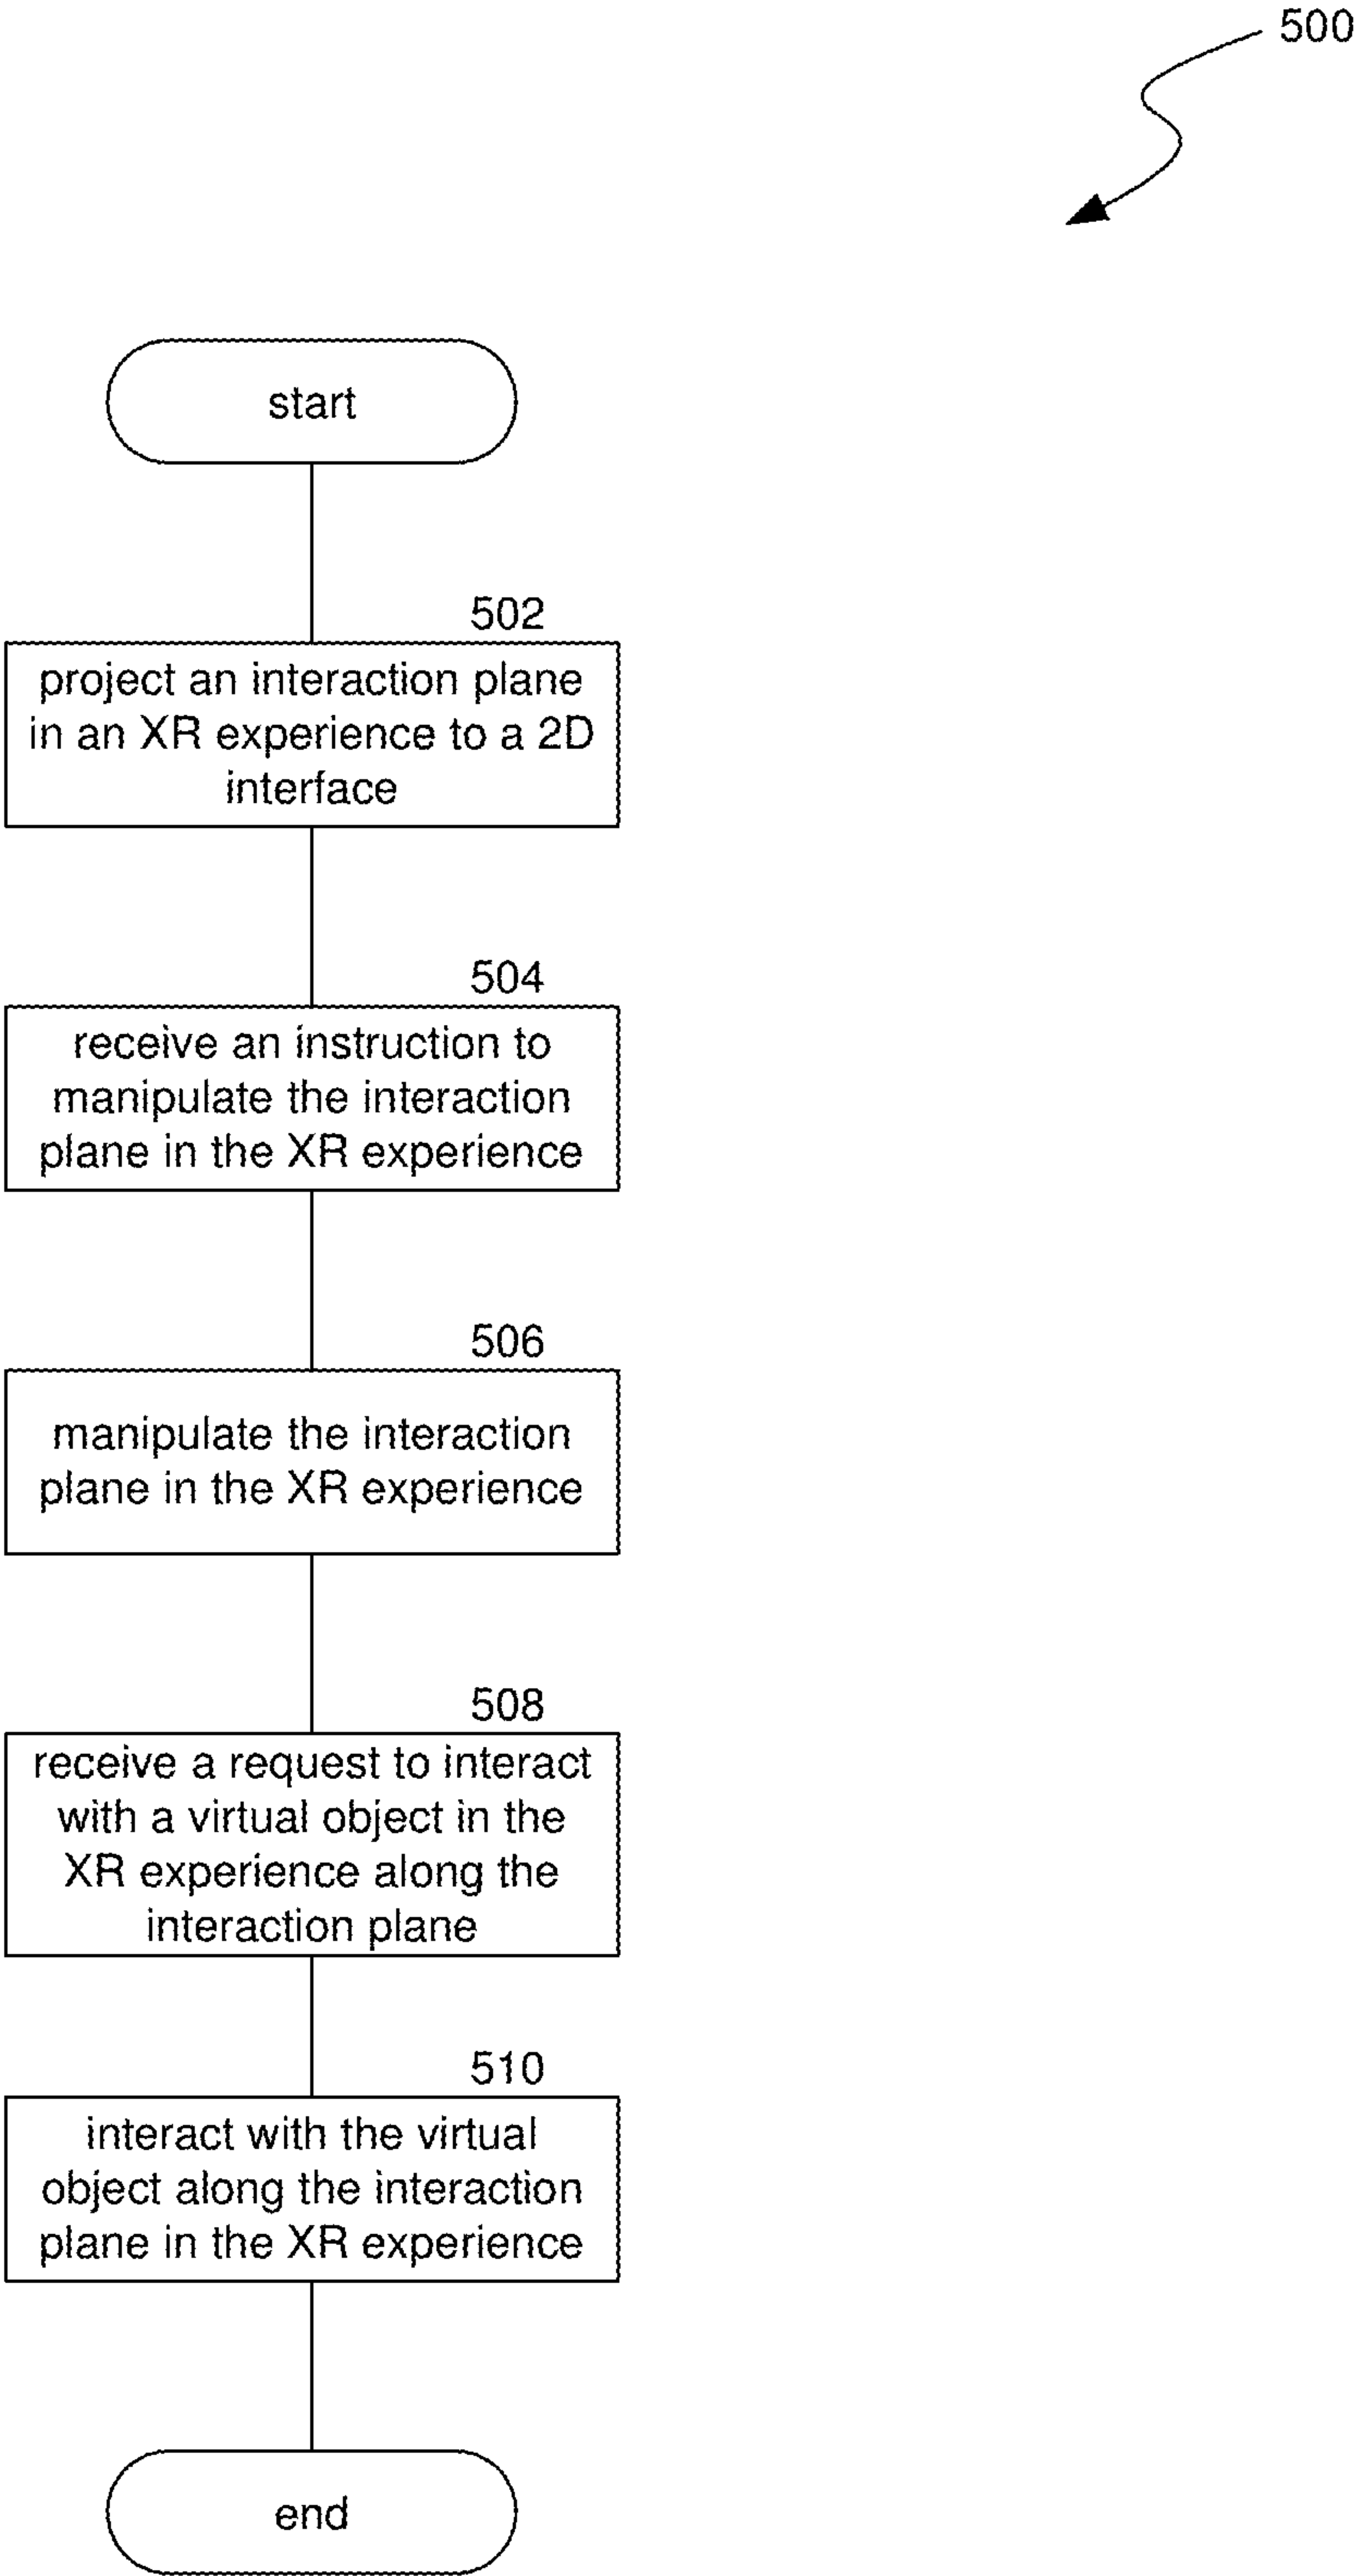 500
start
502
project an interaction plane
in an XR experience to a 2D
interface
504
receive an instruction to
manipulate the interaction
plane in the XR experience
506
manipulate the interaction
plane in the XR experience
508
receive a request to interact
with a virtual object in the
XR experience along the
interaction plane
510
interact with the virtual
object along the interaction
plane in the XR experience
end